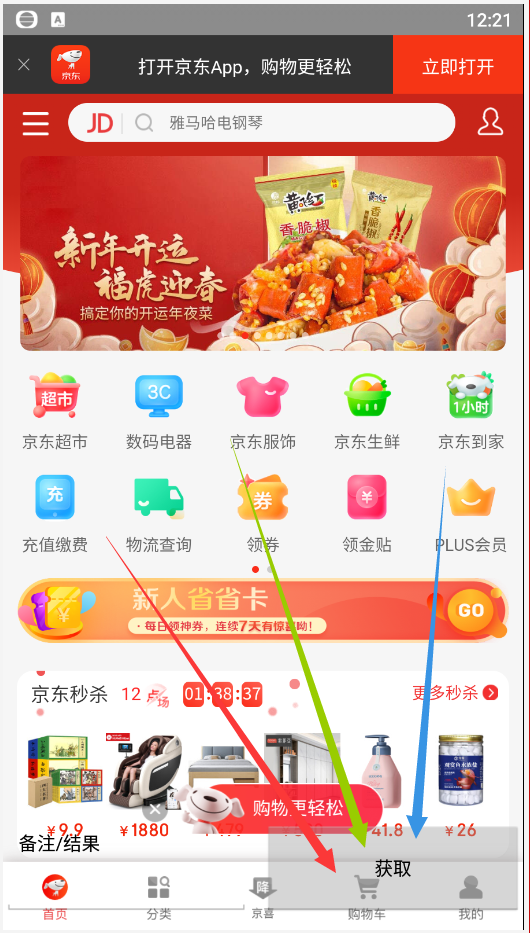 12:21
A
京东
打开京东App，购物更轻松
立即打开
JD
雅马哈电钢琴
黄飞红
香脆椒
香脆椒
新年开运
福虎迎春
搞定你的开运年夜菜
超市
3C
1小时
京东超市
数码电器
京东服饰
京东生鲜
京东到家
充
¥
券
¥
充值缴费
物流查询
领券
领金贴
PLUS会员
新人省省卡
GO
·每日领神券，连续7天有惊喜呦！
京东秒杀
12 点场
01:38:37
更多秒杀
购物更轻松
¥9.9
¥1880
¥26
41.8
备注/结果
获取
降
首页
分类
京喜
购物车
我的